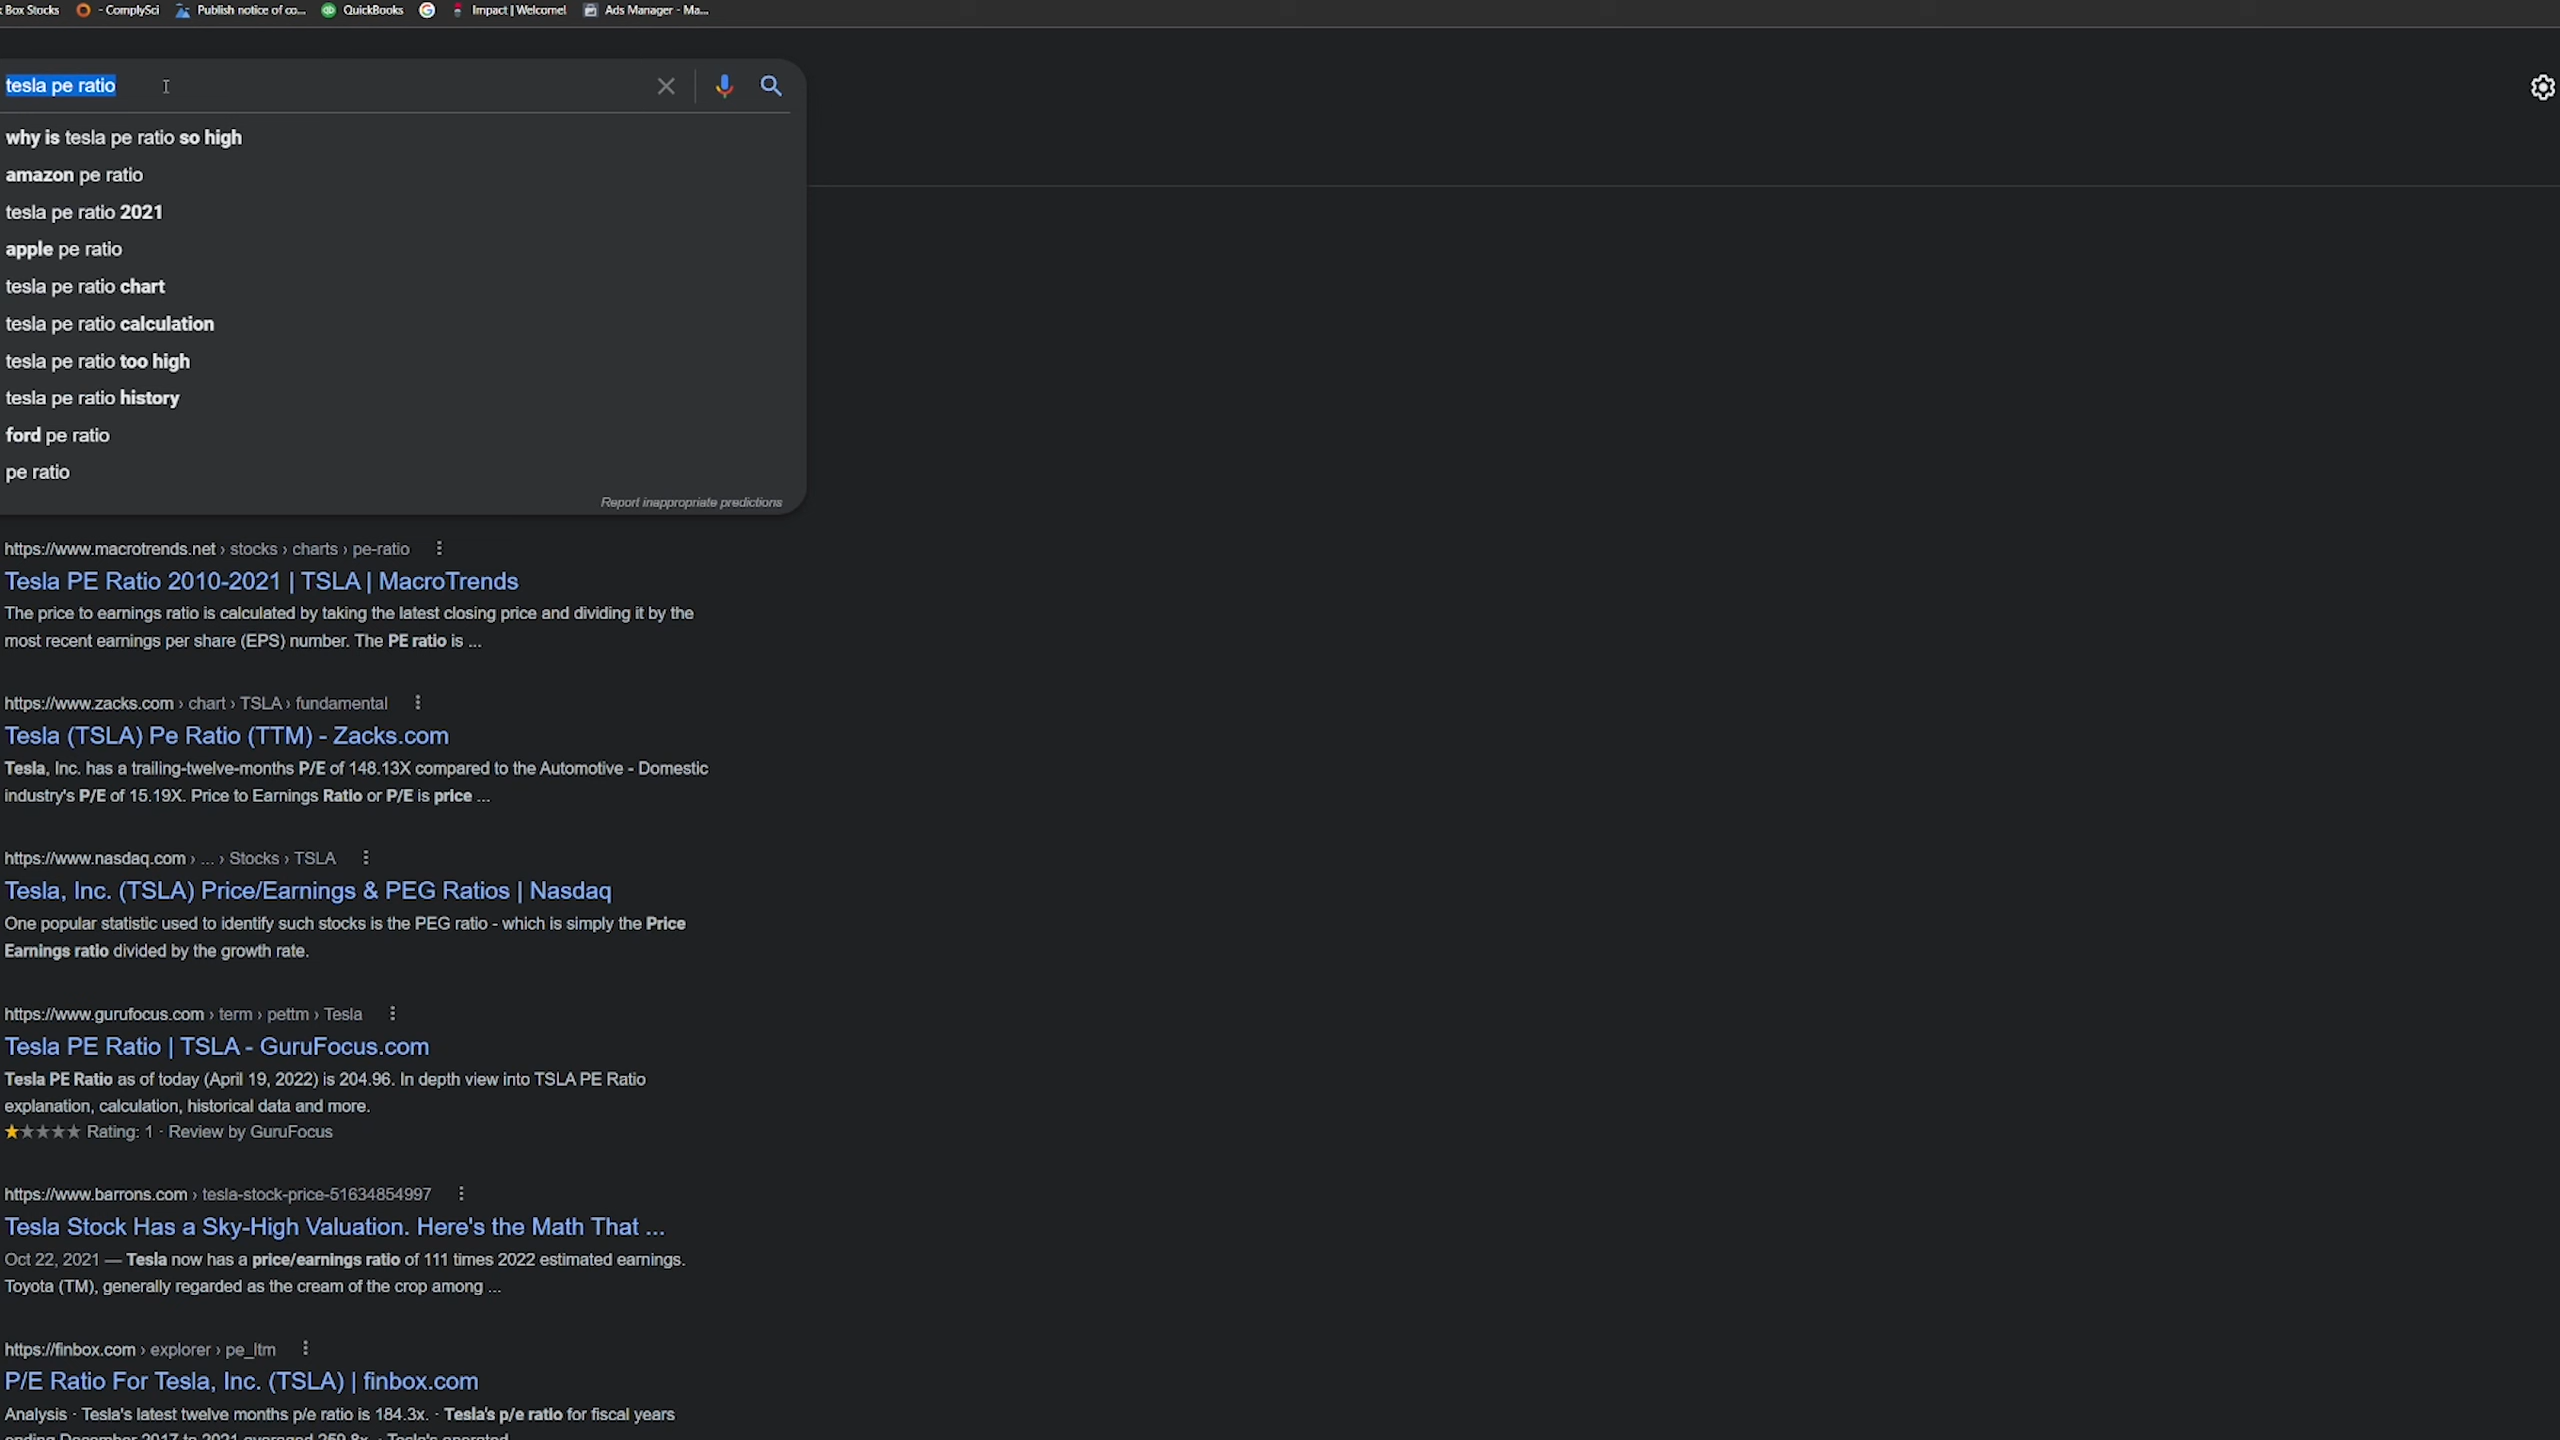 Box Stocks - ComplySci Publish notice of co... QuickBooks Impact | Welcome! Ads Manager - Ma...
tesla pe ratio
why is tesla pe ratio so high
amazon pe ratio
tesla pe ratio 2021
apple pe ratio
tesla pe ratio chart
tesla pe ratio calculation
tesla pe ratio too high
tesla pe ratio history
ford pe ratio
pe ratio
Report inappropriate predictions
https://www.macrotrends.net › stocks › charts › pe-ratio
Tesla PE Ratio 2010-2021 | TSLA | MacroTrends
The price to earnings ratio is calculated by taking the latest closing price and dividing it by the
most recent earnings per share (EPS) number. The PE ratio is ...
https://www.zacks.com › chart › TSLA › fundamental
Tesla (TSLA) Pe Ratio (TTM) - Zacks.com
Tesla, Inc. has a trailing-twelve-months P/E of 148.13X compared to the Automotive - Domestic
industry's P/E of 15.19X. Price to Earnings Ratio or P/E is price ...
https://www.nasdaq.com › ... › Stocks › TSLA
Tesla, Inc. (TSLA) Price/Earnings & PEG Ratios | Nasdaq
One popular statistic used to identify such stocks is the PEG ratio - which is simply the Price
Earnings ratio divided by the growth rate.
https://www.gurufocus.com › term › pettm › Tesla
Tesla PE Ratio | TSLA - GuruFocus.com
Tesla PE Ratio as of today (April 19, 2022) is 204.96. In depth view into TSLA PE Ratio
explanation, calculation, historical data and more.
Rating: 1 · Review by GuruFocus
https://www.barrons.com › tesla-stock-price-51634854997
Tesla Stock Has a Sky-High Valuation. Here's the Math That ...
Oct 22, 2021 — Tesla now has a price/earnings ratio of 111 times 2022 estimated earnings.
Toyota (TM), generally regarded as the cream of the crop among ...
https://finbox.com › explorer › pe_ltm
P/E Ratio For Tesla, Inc. (TSLA) | finbox.com
Analysis · Tesla's latest twelve months p/e ratio is 184.3x. · Tesla's p/e ratio for fiscal years
ending December 2017 to 2021 averaged 259.8x. · Tesla's operated